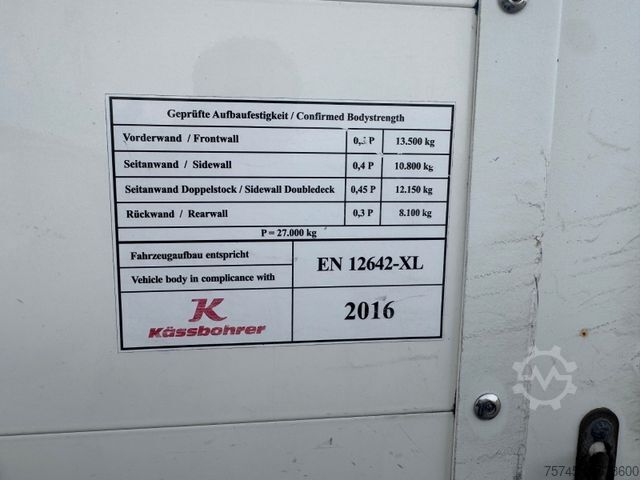 Geprüfte Aufbaufestigkeit / Confirmed Bodystrength
Vorderwand / Frontwall 13.500 kg
Seitanwand / Sidewall 0,4 P 10.800 kg
Seitanwand Doppelstock / Sidewall Doubledeck 0,45 P 12.150 kg
Rückwand / Rearwall 0.3 P 8.100 kg
P = 27.000 kg
Fahrzeugaufbau entspricht
Vehicle body in complicance with
EN 12642-XL
K
Kässbohrer
2016